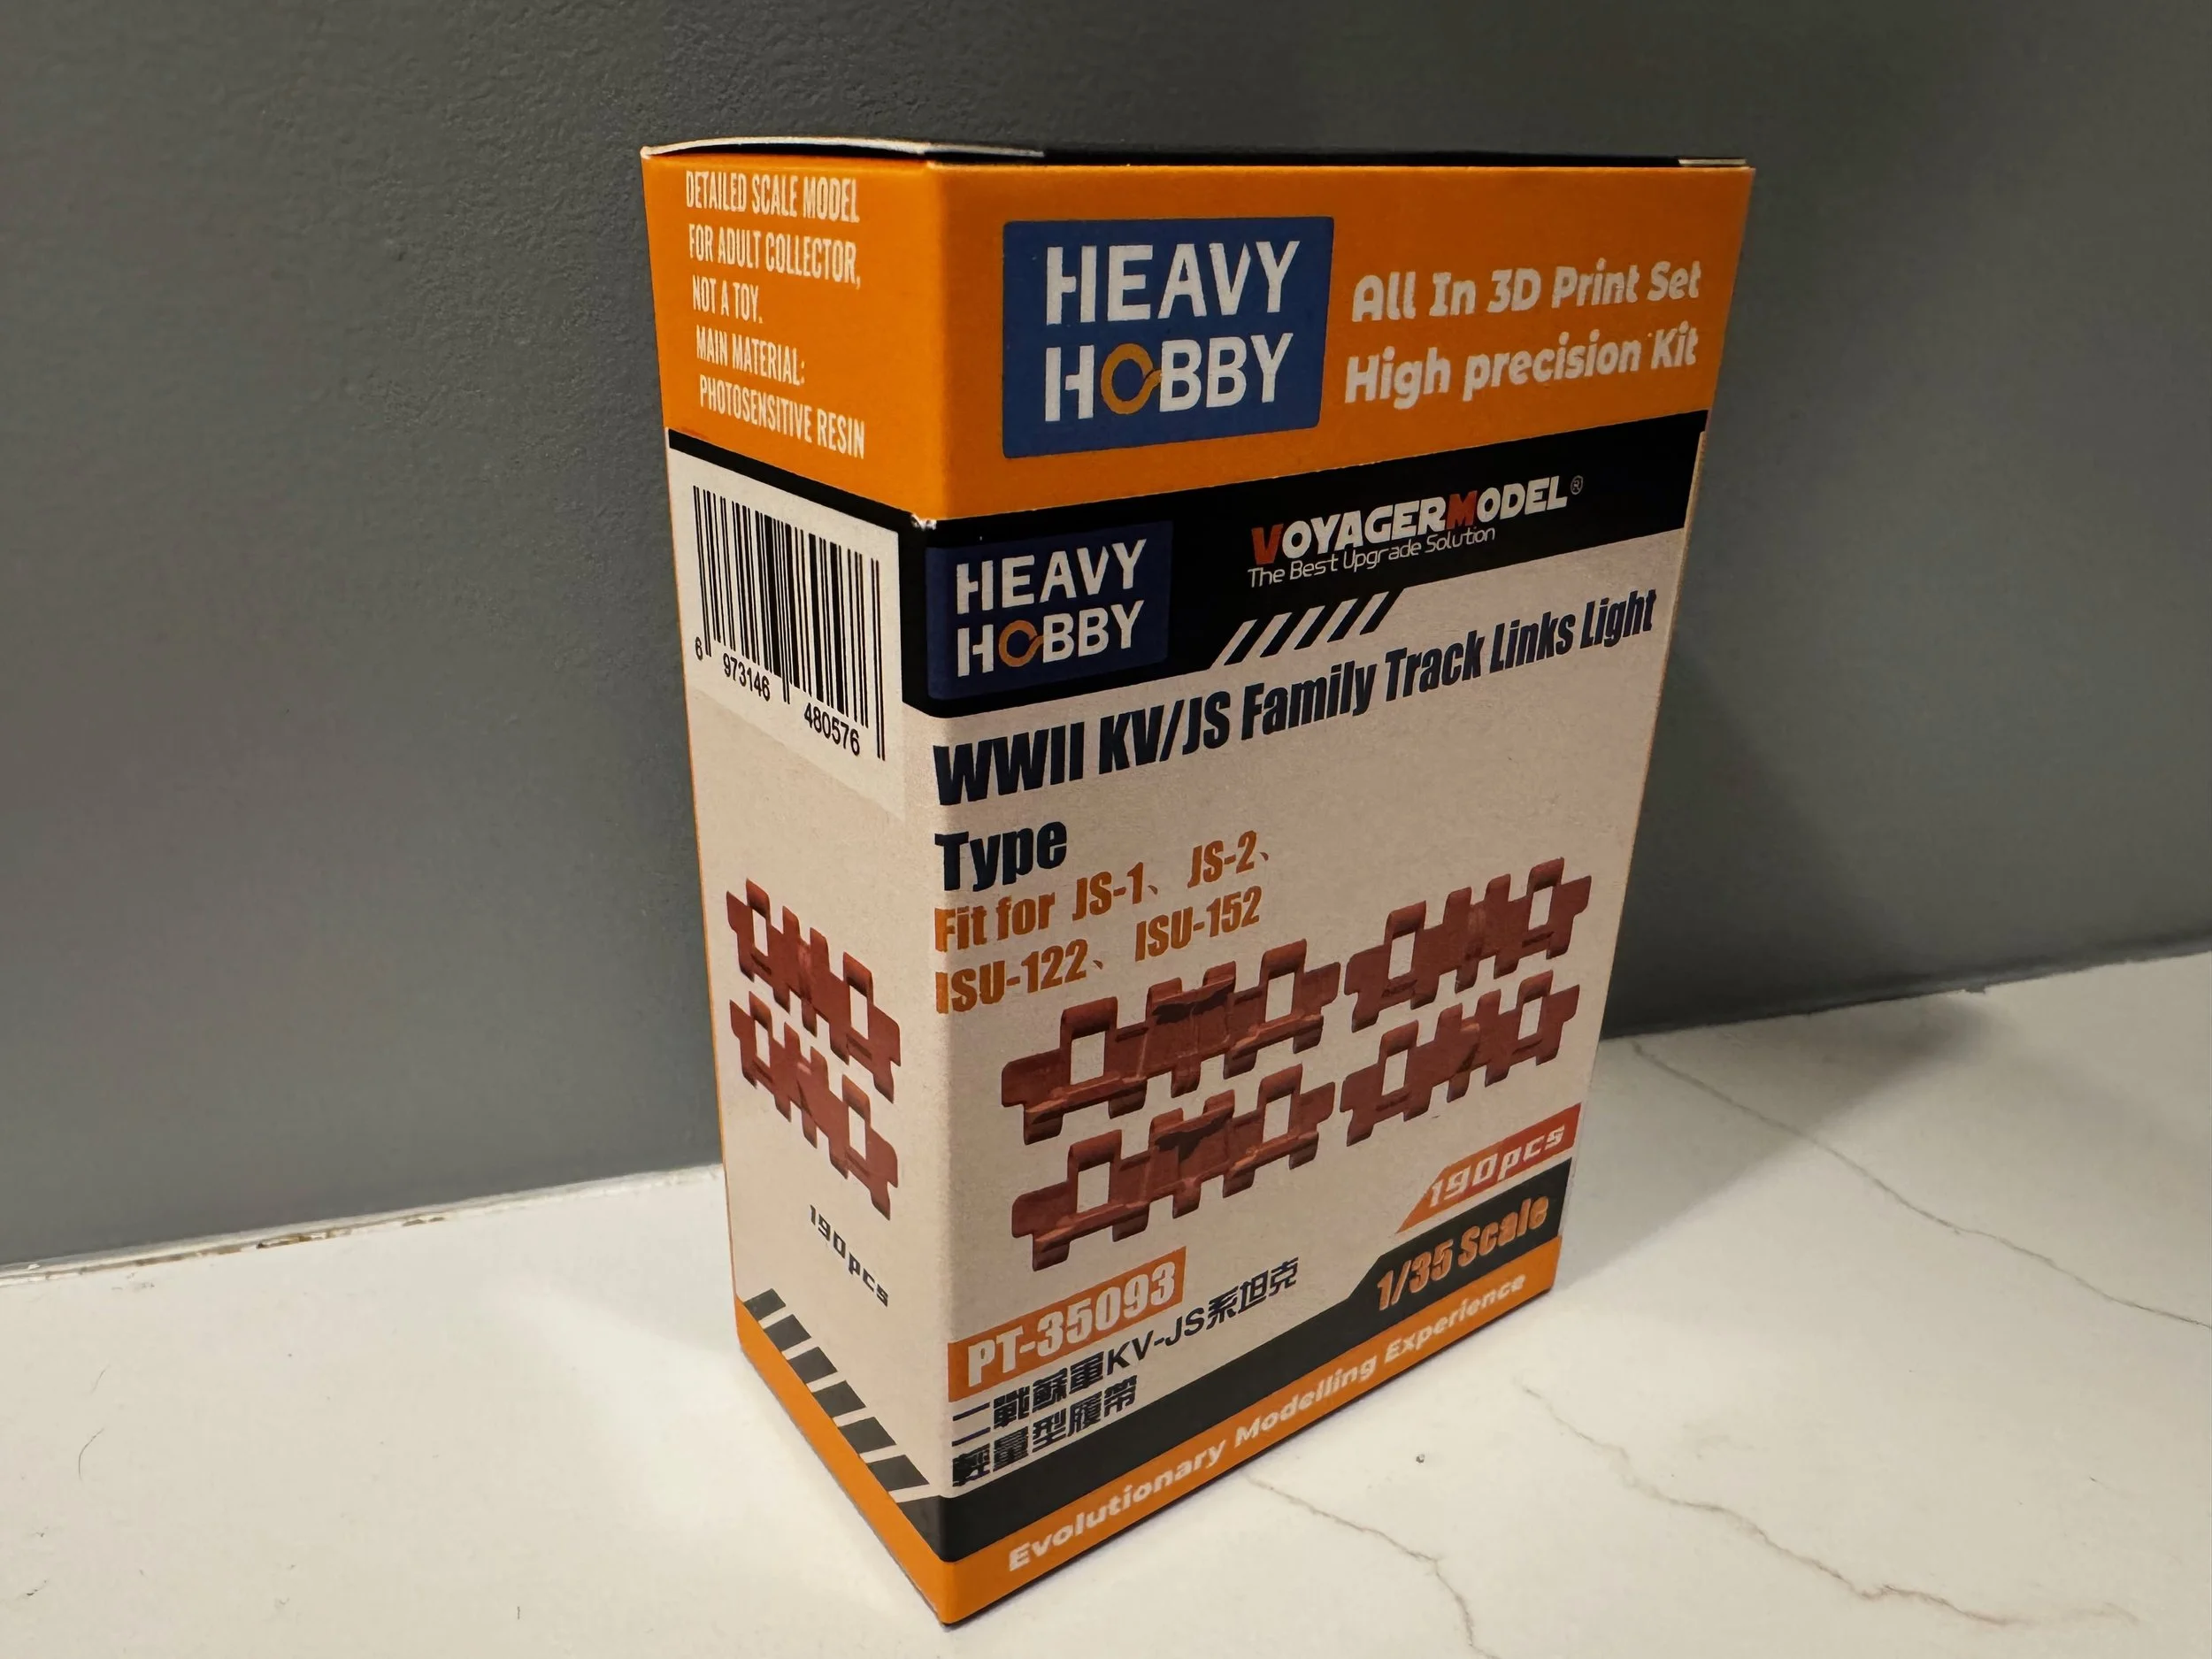 DETAILED SCALE MODEL
FOR ADULT COLLECTOR,
NOT A TOY.
MAIN MATERIAL:
PHOTOSENSITIVE RESIN
6 973146 480576
190pcs
HEAVY
HOBBY
All In 3D Print Set
High precision Kit
HEAVY
HOBBY
VOYAGERMODEL®
The Best Upgrade Solution
WWII KV/JS Family Track Links Light
Type
Fit for JS-1、JS-2、
ISU-122、ISU-152
190pcs
1/35 Scale
PT-35093
二戰蘇軍KV-JS系坦克
輕量型履帶
Evolutionary Modelling Experience